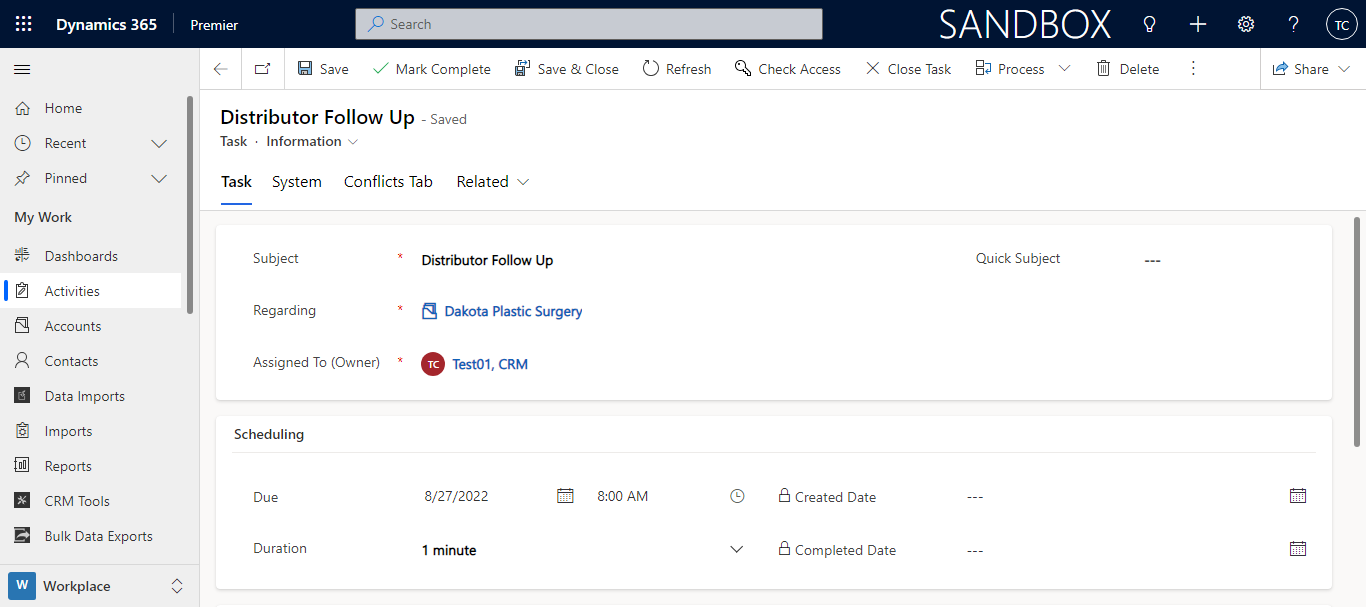 Dynamics 365 Premier Search SANDBOX TC
Save Mark Complete Save & Close Refresh Check Access Close Task Process Delete Share
Home
Recent
Pinned
My Work
Dashboards
Activities
Accounts
Contacts
Data Imports
Imports
Reports
CRM Tools
Bulk Data Exports
W Workplace
Distributor Follow Up - Saved
Task · Information
Task System Conflicts Tab Related
Subject * Distributor Follow Up Quick Subject ---
Regarding * Dakota Plastic Surgery
Assigned To (Owner) * TC Test01, CRM
Scheduling
Due 8/27/2022 8:00 AM Created Date ---
Duration 1 minute Completed Date ---